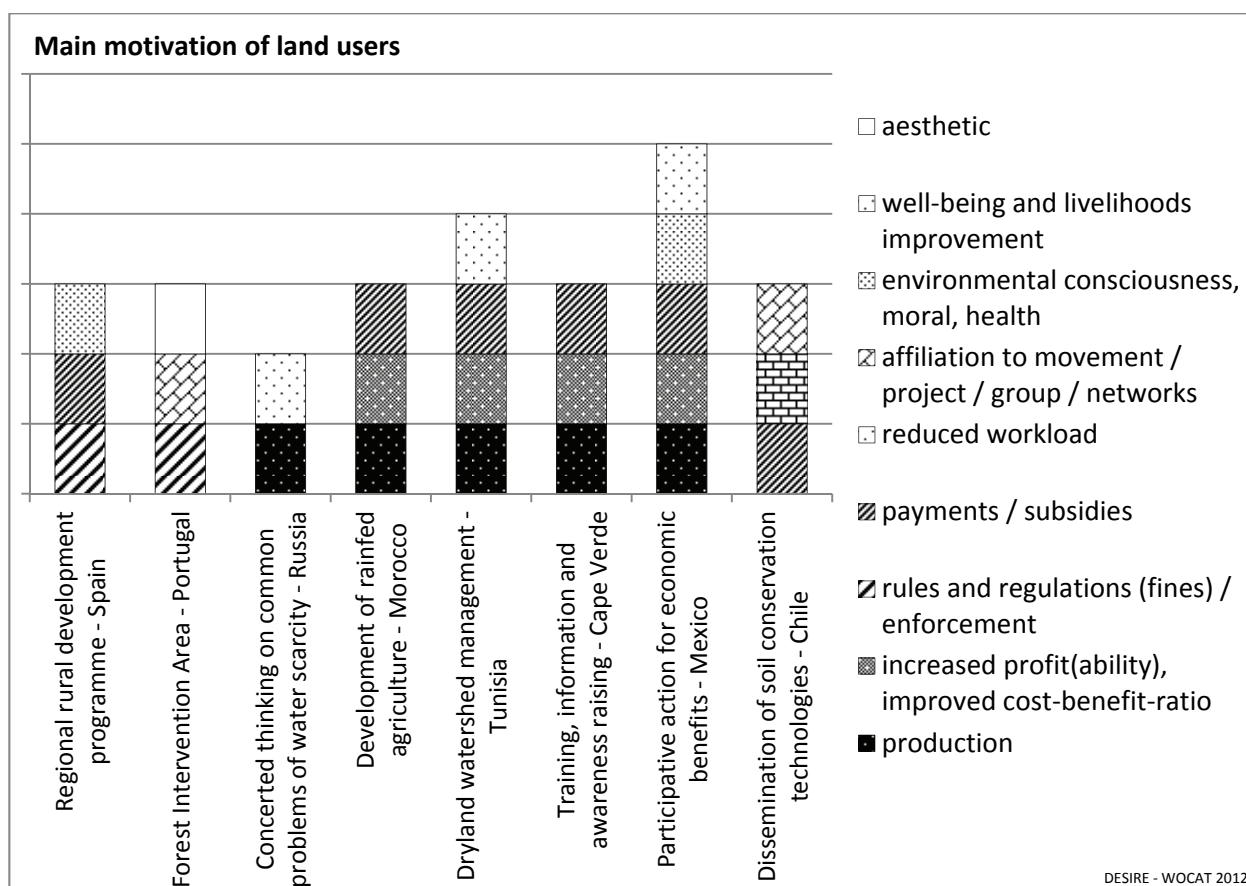 Main motivation of land users
aesthetic
well-being and livelihoods
improvement
environmental consciousness,
moral, health
affiliation to movement /
project / group / networks
reduced workload
payments / subsidies
rules and regulations (fines) /
enforcement
increased profit(ability),
improved cost-benefit-ratio
production
Regional rural development
programme - Spain
Forest Intervention Area - Portugal
Concerted thinking on common
problems of water scarcity - Russia
Development of rainfed
agriculture - Morocco
Dryland watershed management -
Tunisia
Training, information and
awareness raising - Cape Verde
Participative action for economic
benefits - Mexico
Dissemination of soil conservation
technologies - Chile
DESIRE - WOCAT 2012